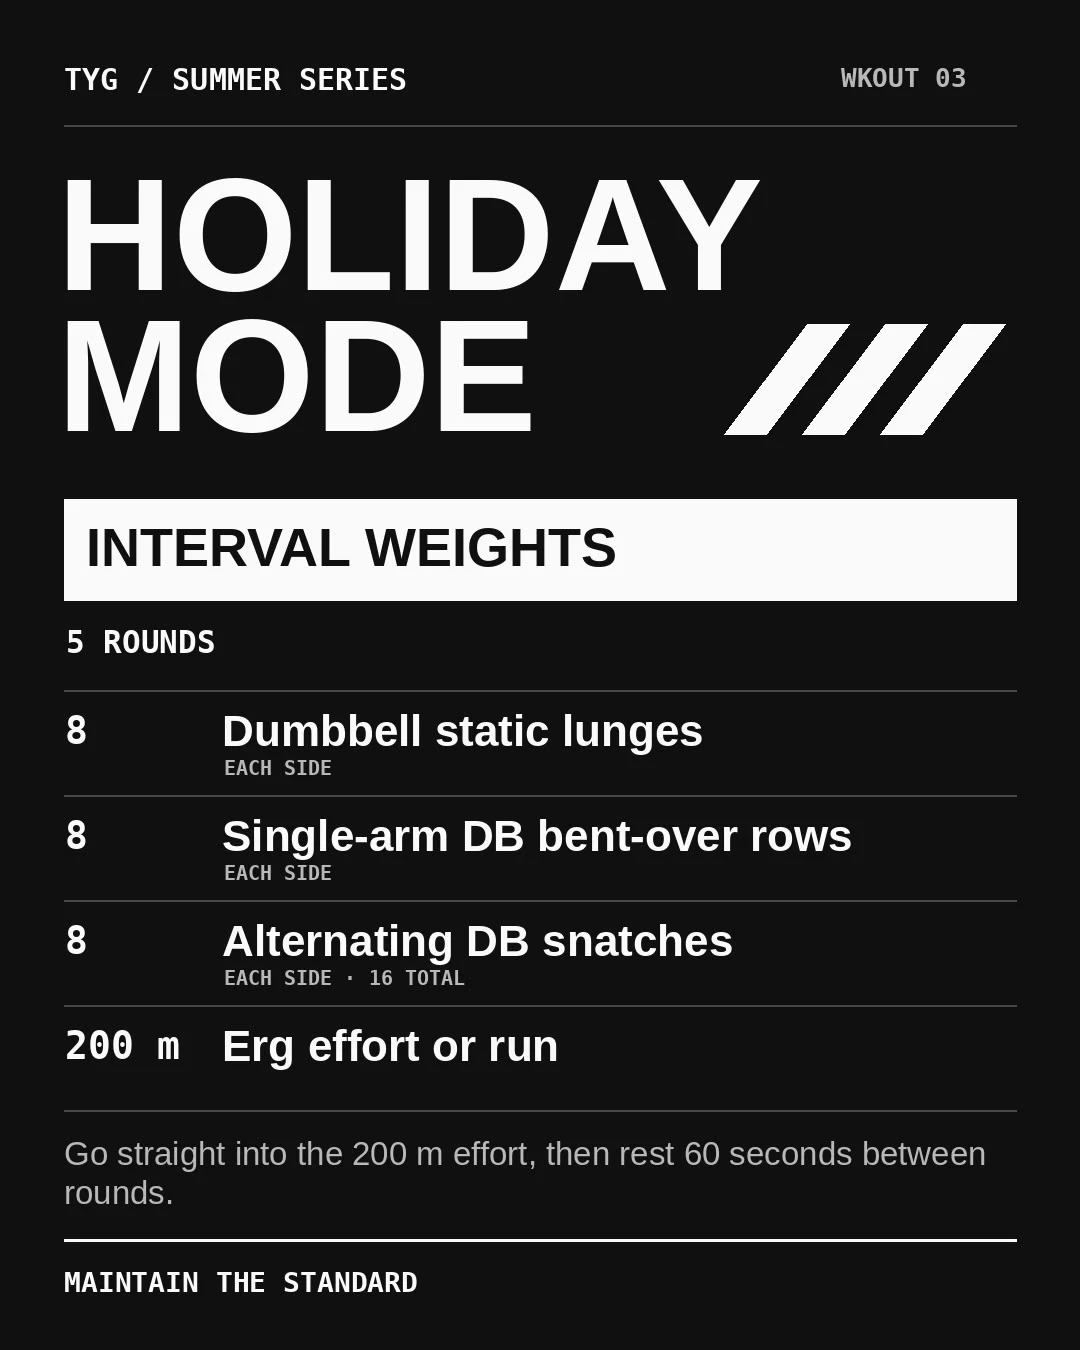 TYG / SUMMER SERIES
WKOUT 03
HOLIDAY
MODE
INTERVAL WEIGHTS
5 ROUNDS
8
Dumbbell static lunges
EACH SIDE
8
Single-arm DB bent-over rows
EACH SIDE
8
Alternating DB snatches
EACH SIDE · 16 TOTAL
200 m
Erg effort or run
Go straight into the 200 m effort, then rest 60 seconds between
rounds.
MAINTAIN THE STANDARD